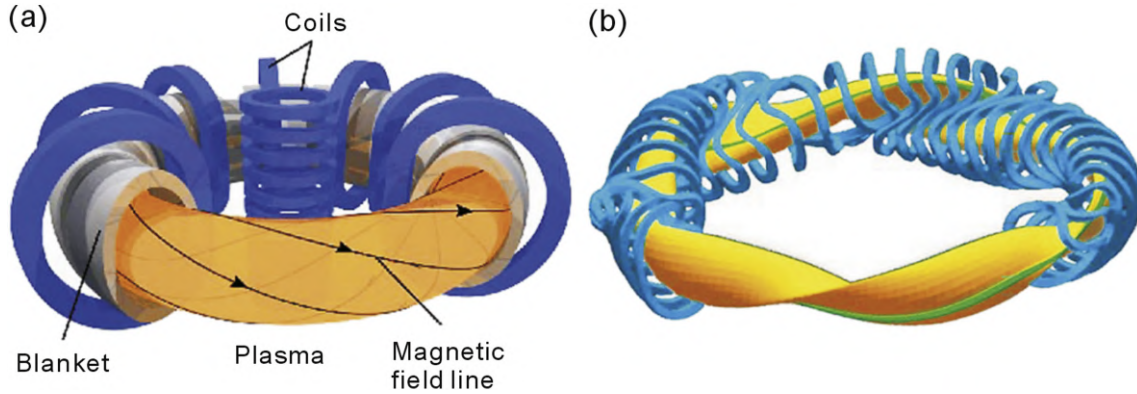 (a)
Coils
(b)
Blanket
Plasma
Magnetic
field line